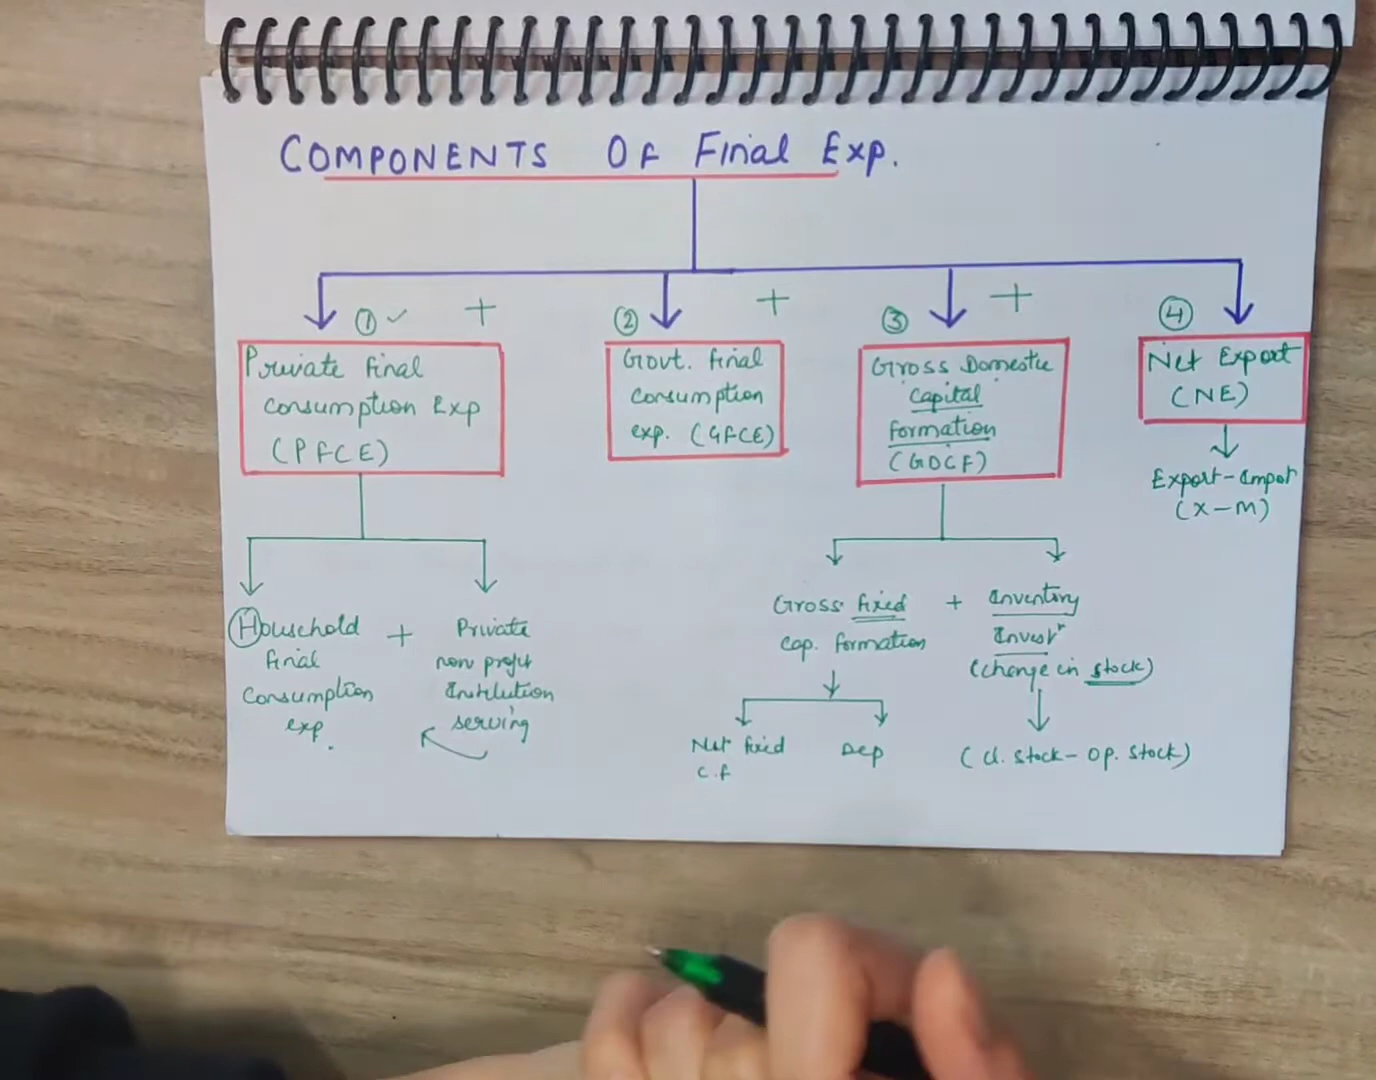 COMPONENTS OF Final Exp.
① ✓ +
Private final
consumption Exp
(PFCE)
② +
Govt. final
consumption
exp. (GFCE)
③ +
Gross Domestic
Capital
formation
(GDCF)
④
Net Export
(NE)
Export - Import
(X-M)
Household
final
consumption
exp.
+
Private
non profit
Institution
serving
Gross fixed
cap. formation
+
Inventory
Invest^n
(change in stock)
Net fixed
C.F
Dep
(Cl. stock - Op. stock)